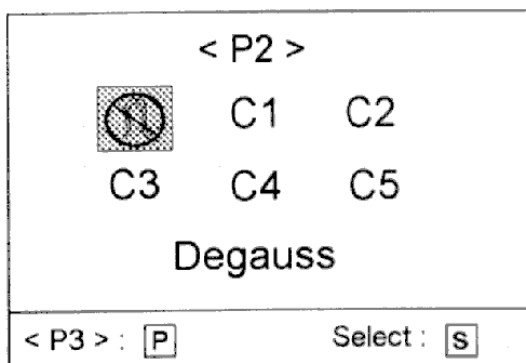 < P2 >
C1 C2
C3 C4 C5
Degauss
< P3 > : P Select : S